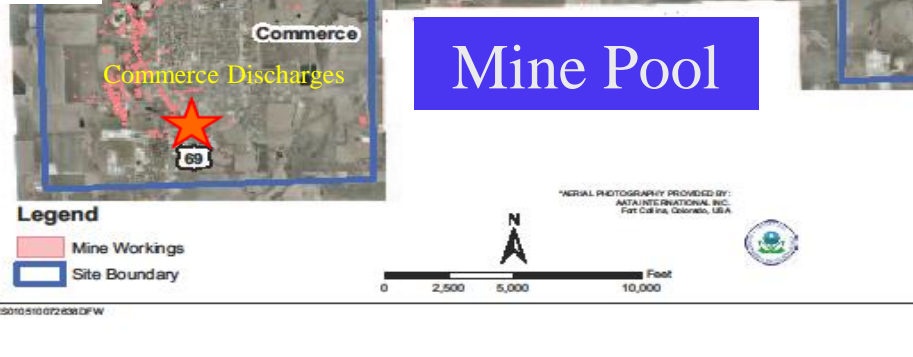 Commerce
Commerce Discharges
Mine Pool
69
*AERIAL PHOTOGRAPHY PROVIDED BY:
AATA INTERNATIONAL INC.
Fort Collins, Colorado, USA
Legend
Mine Workings
Site Boundary
N
Feet
0 2,500 5,000 10,000
ES010510072638DFW